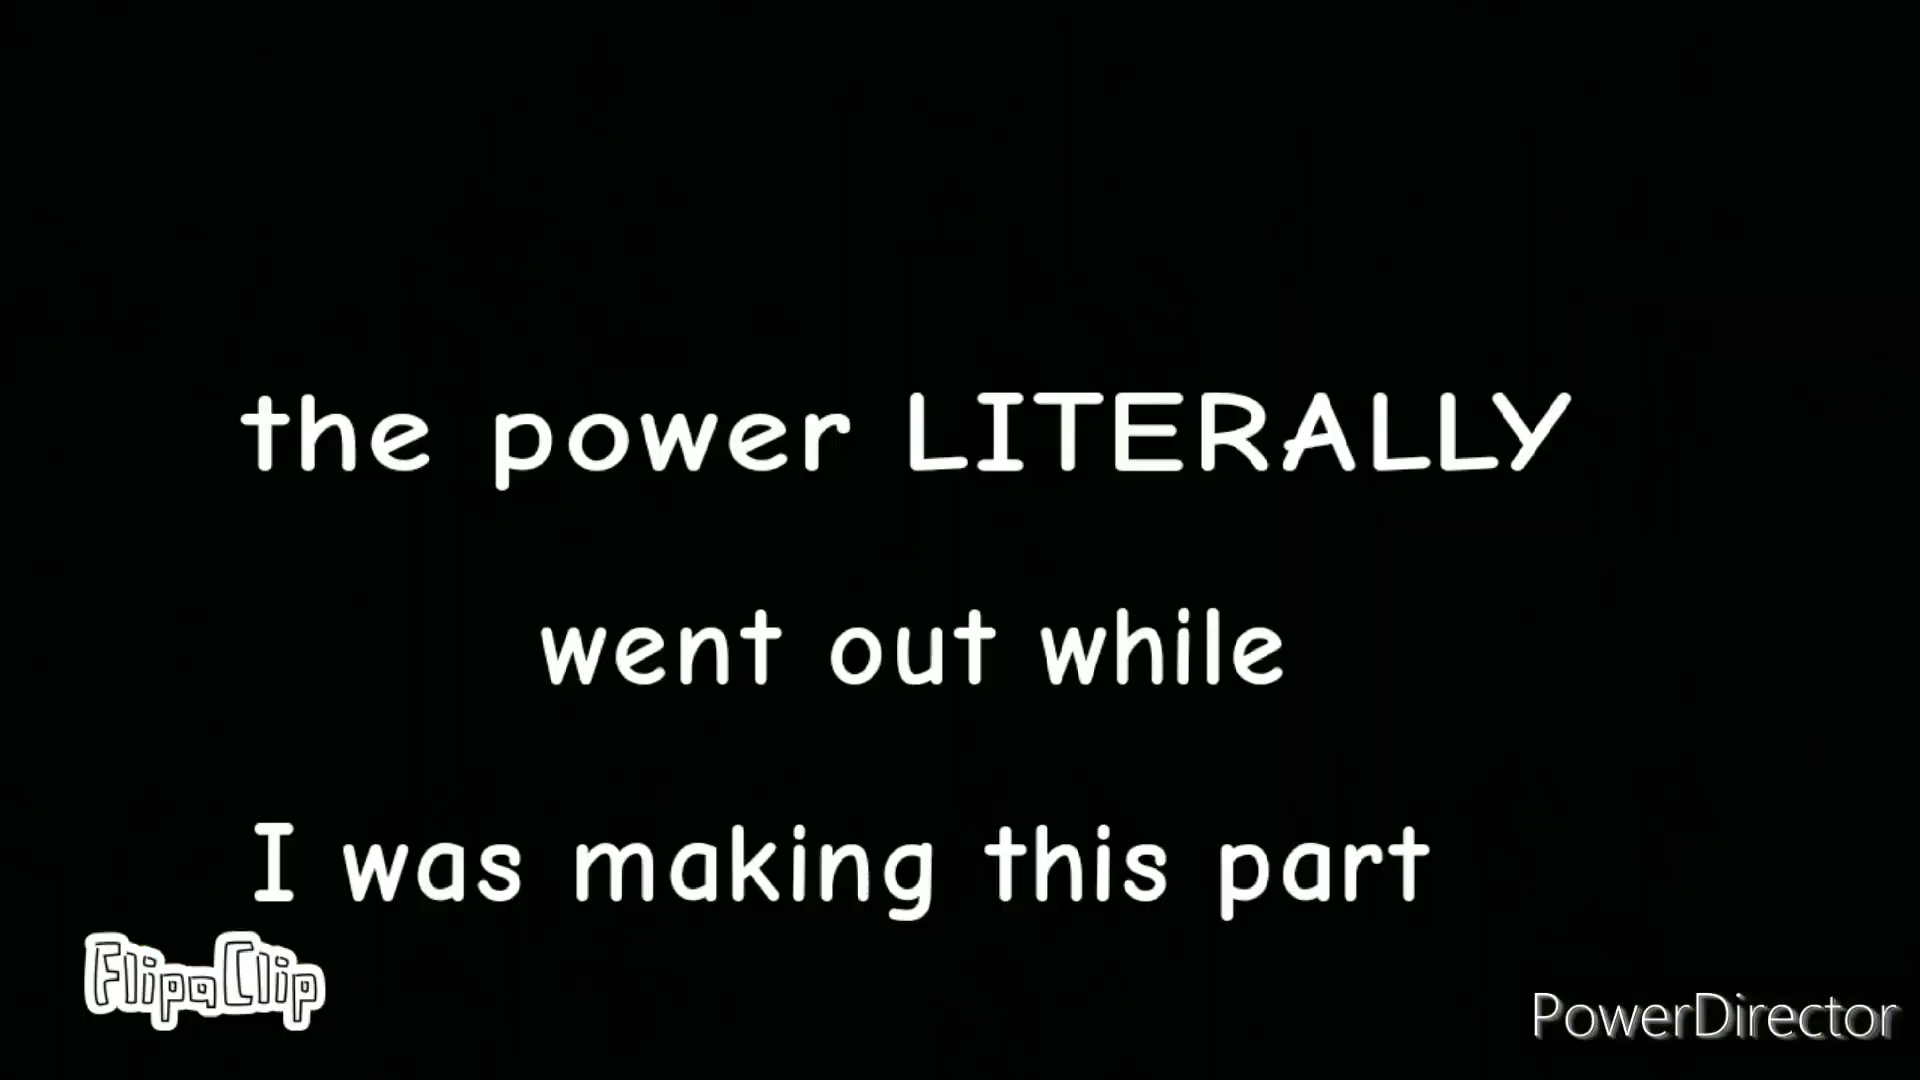 the power LITERALLY
went out while
I was making this part
FlipaClip
PowerDirector